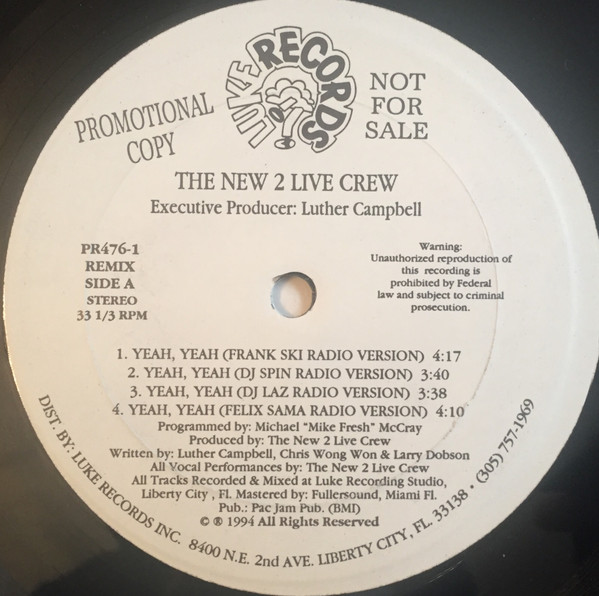 LUKE RECORDS
PROMOTIONAL
COPY
NOT
FOR
SALE
THE NEW 2 LIVE CREW
Executive Producer: Luther Campbell
PR476-1
REMIX
SIDE A
STEREO
33 1/3 RPM
Warning:
Unauthorized reproduction of
this recording is
prohibited by Federal
law and subject to criminal
prosecution.
1. YEAH, YEAH (FRANK SKI RADIO VERSION) 4:17
2. YEAH, YEAH (DJ SPIN RADIO VERSION) 3:40
3. YEAH, YEAH (DJ LAZ RADIO VERSION) 3:38
4. YEAH, YEAH (FELIX SAMA RADIO VERSION) 4:10
Programmed by: Michael "Mike Fresh" McCray
Produced by: The New 2 Live Crew
Written by: Luther Campbell, Chris Wong Won & Larry Dobson
All Vocal Performances by: The New 2 Live Crew
All Tracks Recorded & Mixed at Luke Recording Studio,
Liberty City , Fl. Mastered by: Fullersound, Miami Fl.
Pub.: Pac Jam Pub. (BMI)
© ® 1994 All Rights Reserved
DIST. BY: LUKE RECORDS INC. 8400 N.E. 2nd AVE. LIBERTY CITY, FL. 33138 • (305) 757-1969